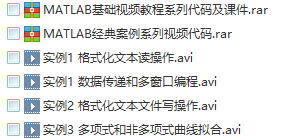 MATLAB基础视频教程系列代码及课件.rar
MATLAB经典案例系列视频代码.rar
实例1 格式化文本读操作.avi
实例1 数据传递和多窗口编程.avi
实例2 格式化文本文件写操作.avi
实例3 多项式和非多项式曲线拟合.avi